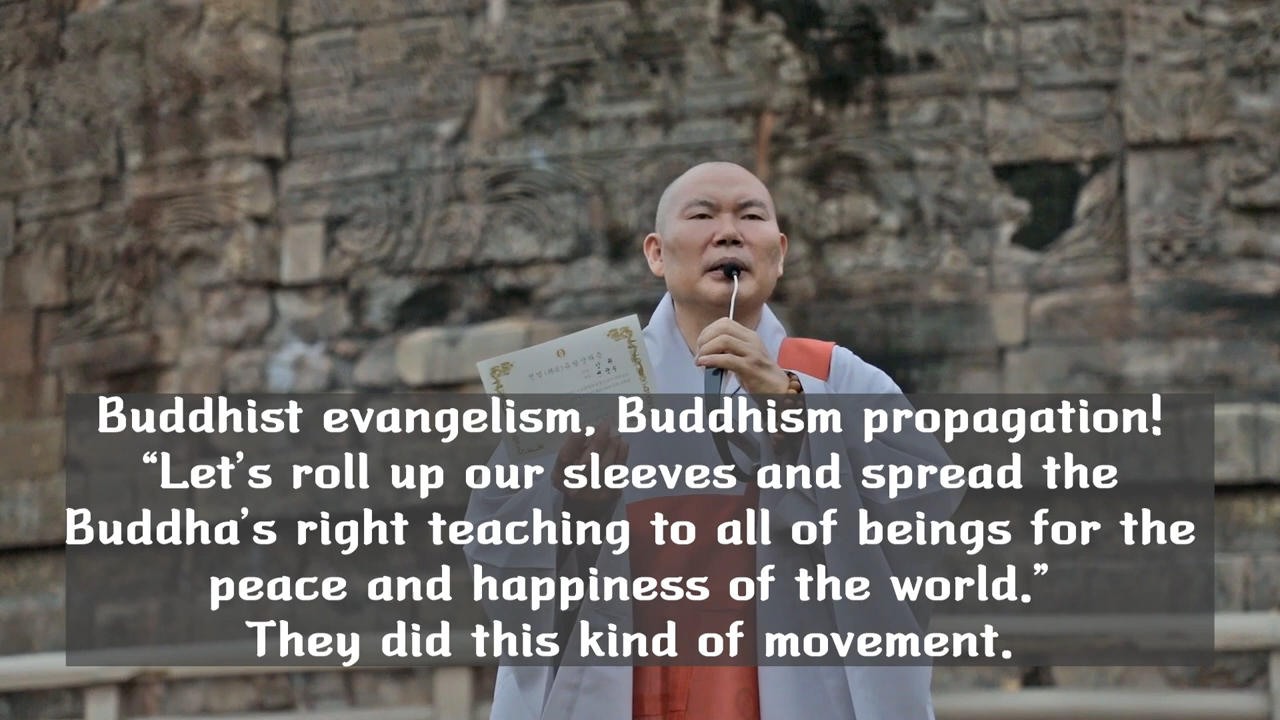 Buddhist evangelism, Buddhism propagation!
“Let’s roll up our sleeves and spread the
Buddha’s right teaching to all of beings for the
peace and happiness of the world.”
They did this kind of movement.